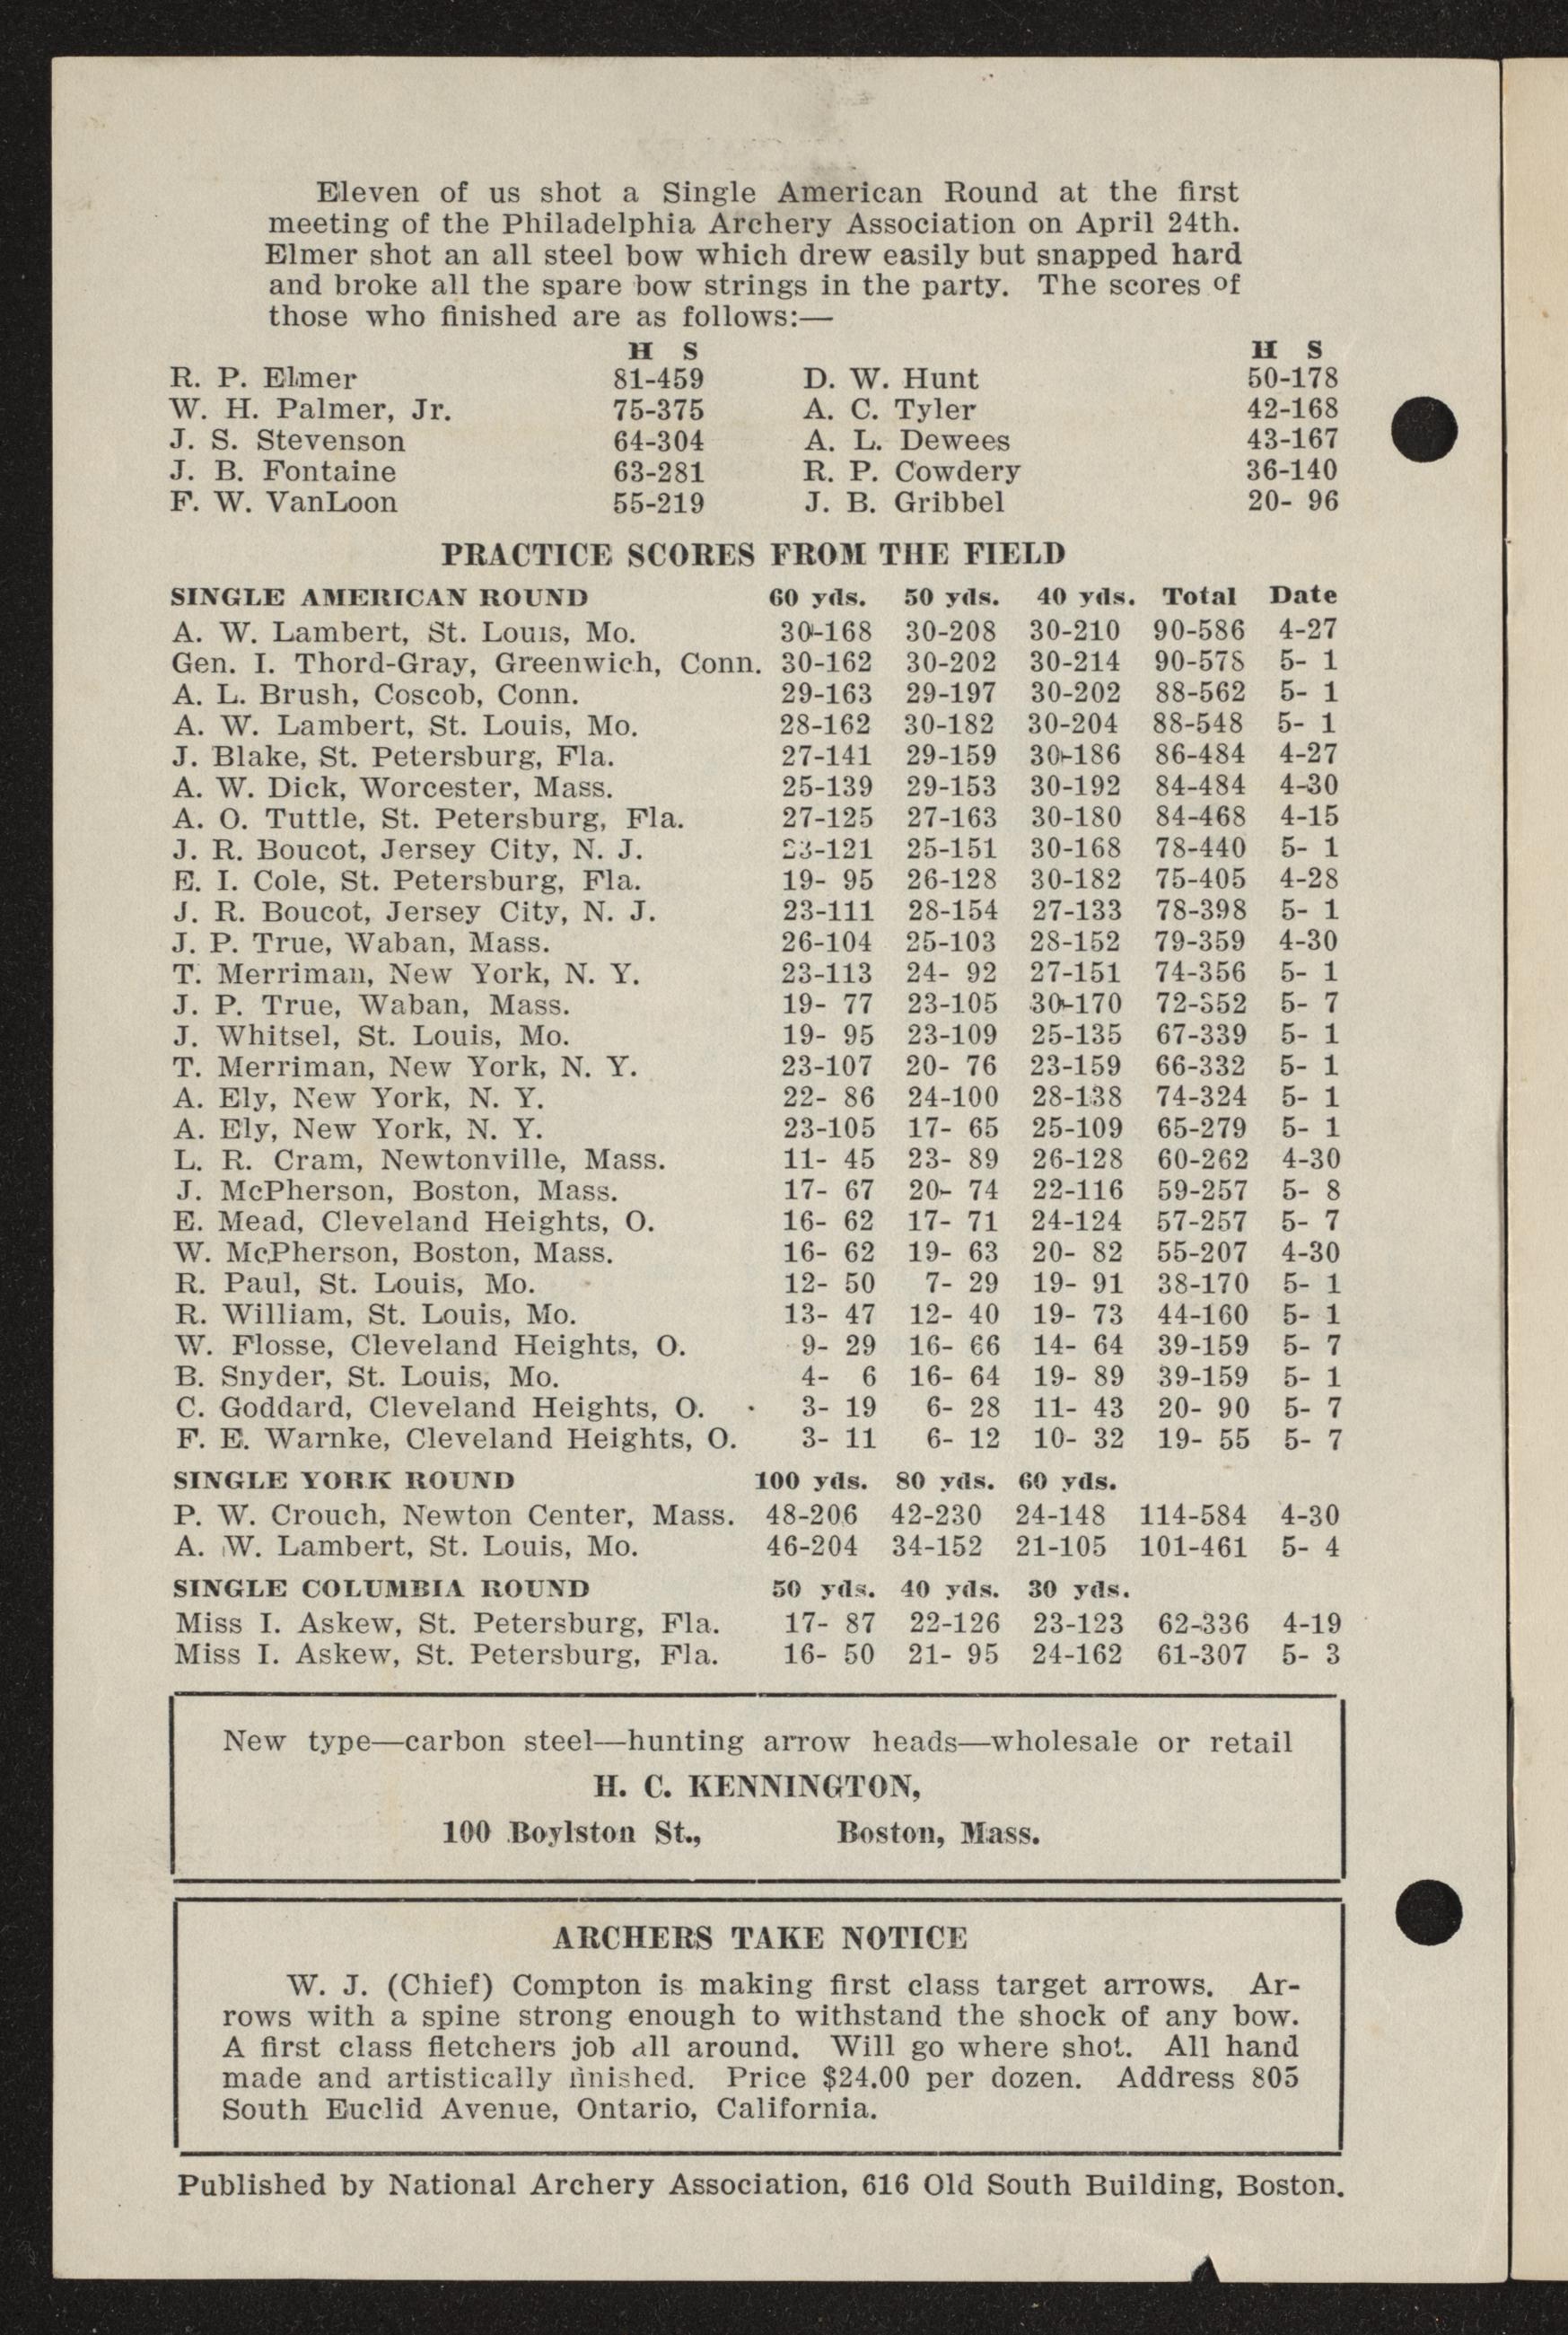 Eleven of us shot a Single American Round at the first
meeting of the Philadelphia Archery Association on April 24th.
Elmer shot an all steel bow which drew easily but snapped hard
and broke all the spare bow strings in the party. The scores of
those who finished are as follows:—
H S H S
R. P. Elmer 81-459 D. W. Hunt 50-178
W. H. Palmer, Jr. 75-375 A. C. Tyler 42-168
J. S. Stevenson 64-304 A. L. Dewees 43-167
J. B. Fontaine 63-281 R. P. Cowdery 36-140
F. W. VanLoon 55-219 J. B. Gribbel 20- 96
PRACTICE SCORES FROM THE FIELD
SINGLE AMERICAN ROUND 60 yds. 50 yds. 40 yds. Total Date
A. W. Lambert, St. Louis, Mo. 30-168 30-208 30-210 90-586 4-27
Gen. I. Thord-Gray, Greenwich, Conn. 30-162 30-202 30-214 90-578 5- 1
A. L. Brush, Coscob, Conn. 29-163 29-197 30-202 88-562 5- 1
A. W. Lambert, St. Louis, Mo. 28-162 30-182 30-204 88-548 5- 1
J. Blake, St. Petersburg, Fla. 27-141 29-159 30-186 86-484 4-27
A. W. Dick, Worcester, Mass. 25-139 29-153 30-192 84-484 4-30
A. O. Tuttle, St. Petersburg, Fla. 27-125 27-163 30-180 84-468 4-15
J. R. Boucot, Jersey City, N. J. 23-121 25-151 30-168 78-440 5- 1
E. I. Cole, St. Petersburg, Fla. 19- 95 26-128 30-182 75-405 4-28
J. R. Boucot, Jersey City, N. J. 23-111 28-154 27-133 78-398 5- 1
J. P. True, Waban, Mass. 26-104 25-103 28-152 79-359 4-30
T. Merriman, New York, N. Y. 23-113 24- 92 27-151 74-356 5- 1
J. P. True, Waban, Mass. 19- 77 23-105 30-170 72-352 5- 7
J. Whitsel, St. Louis, Mo. 19- 95 23-109 25-135 67-339 5- 1
T. Merriman, New York, N. Y. 23-107 20- 76 23-159 66-332 5- 1
A. Ely, New York, N. Y. 22- 86 24-100 28-138 74-324 5- 1
A. Ely, New York, N. Y. 23-105 17- 65 25-109 65-279 5- 1
L. R. Cram, Newtonville, Mass. 11- 45 23- 89 26-128 60-262 4-30
J. McPherson, Boston, Mass. 17- 67 20- 74 22-116 59-257 5- 8
E. Mead, Cleveland Heights, O. 16- 62 17- 71 24-124 57-257 5- 7
W. McPherson, Boston, Mass. 16- 62 19- 63 20- 82 55-207 4-30
R. Paul, St. Louis, Mo. 12- 50 7- 29 19- 91 38-170 5- 1
R. William, St. Louis, Mo. 13- 47 12- 40 19- 73 44-160 5- 1
W. Flosse, Cleveland Heights, O. 9- 29 16- 66 14- 64 39-159 5- 7
B. Snyder, St. Louis, Mo. 4- 6 16- 64 19- 89 39-159 5- 1
C. Goddard, Cleveland Heights, O. 3- 19 6- 28 11- 43 20- 90 5- 7
F. E. Warnke, Cleveland Heights, O. 3- 11 6- 12 10- 32 19- 55 5- 7
SINGLE YORK ROUND 100 yds. 80 yds. 60 yds.
P. W. Crouch, Newton Center, Mass. 48-206 42-230 24-148 114-584 4-30
A. W. Lambert, St. Louis, Mo. 46-204 34-152 21-105 101-461 5- 4
SINGLE COLUMBIA ROUND 50 yds. 40 yds. 30 yds.
Miss I. Askew, St. Petersburg, Fla. 17- 87 22-126 23-123 62-336 4-19
Miss I. Askew, St. Petersburg, Fla. 16- 50 21- 95 24-162 61-307 5- 3
New type—carbon steel—hunting arrow heads—wholesale or retail
H. C. KENNINGTON,
100 Boylston St., Boston, Mass.
ARCHERS TAKE NOTICE
W. J. (Chief) Compton is making first class target arrows. Ar-
rows with a spine strong enough to withstand the shock of any bow.
A first class fletchers job all around. Will go where shot. All hand
made and artistically finished. Price $24.00 per dozen. Address 805
South Euclid Avenue, Ontario, California.
Published by National Archery Association, 616 Old South Building, Boston.